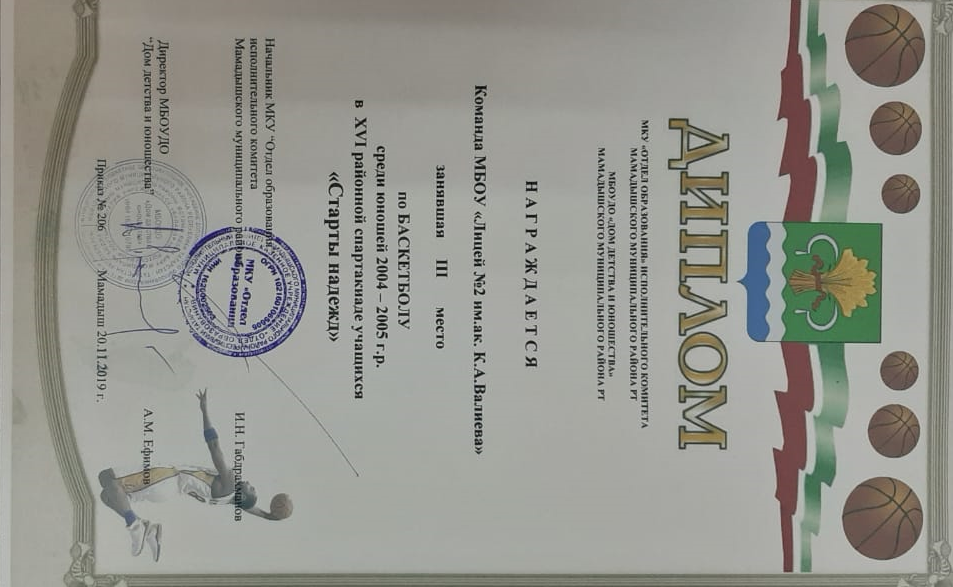 ДИПЛОМ
МКУ «ОТДЕЛ ОБРАЗОВАНИЯ» ИСПОЛНИТЕЛЬНОГО КОМИТЕТА
МАМАДЫШСКОГО МУНИЦИПАЛЬНОГО РАЙОНА РТ
МБОУДО «ДОМ ДЕТСТВА И ЮНОШЕСТВА»
МАМАДЫШСКОГО МУНИЦИПАЛЬНОГО РАЙОНА РТ
НАГРАЖДАЕТСЯ
Команда МБОУ «Лицей №2 им.ак. К.А.Валиева»
занявшая III место
по БАСКЕТБОЛУ
среди юношей 2004 – 2005 г.р.
в XVI районной спартакиаде учащихся
«Старты надежд»
Начальник МКУ "Отдел образования
исполнительного комитета
Мамадышского муниципального района
И.Н. Габдрахманов
МКУ «Отдел
образования»
Директор МБОУДО
"Дом детства и юношества"
А.М. Ефимов
Приказ № 206 Мамадыш 20.11.2019 г.